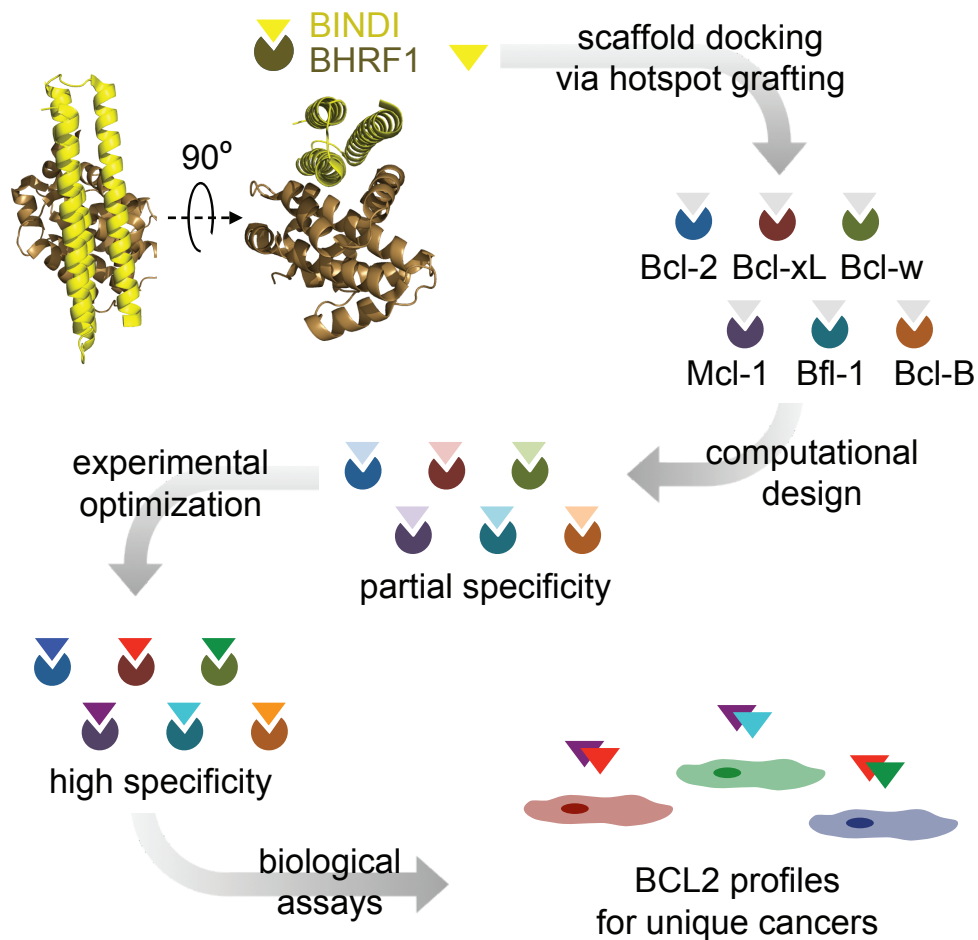 BINDI
BHRF1
scaffold docking
via hotspot grafting
90°
Bcl-2 Bcl-xL Bcl-w
Mcl-1 Bfl-1 Bcl-B
computational
design
experimental
optimization
partial specificity
high specificity
biological
assays
BCL2 profiles
for unique cancers